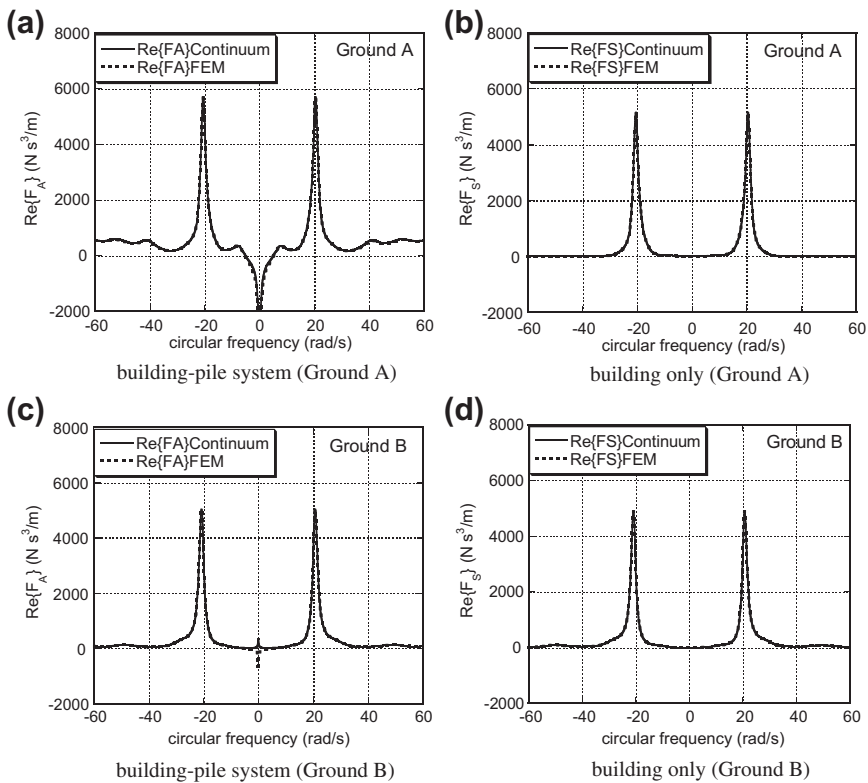 (a)
8000
6000
4000
2000
0
-2000
Re{F_A} (N s³/m)
Re{FA}Continuum
Re{FA}FEM
Ground A
-60 -40 -20 0 20 40 60
circular frequency (rad/s)
building-pile system (Ground A)
(b)
8000
6000
4000
2000
0
-2000
Re{F_S} (N s³/m)
Re{FS}Continuum
Re{FS}FEM
Ground A
-60 -40 -20 0 20 40 60
circular frequency (rad/s)
building only (Ground A)
(c)
8000
6000
4000
2000
0
-2000
Re{F_A} (N s³/m)
Re{FA}Continuum
Re{FA}FEM
Ground B
-60 -40 -20 0 20 40 60
circular frequency (rad/s)
building-pile system (Ground B)
(d)
8000
6000
4000
2000
0
-2000
Re{F_S} (N s³/m)
Re{FS}Continuum
Re{FS}FEM
Ground B
-60 -40 -20 0 20 40 60
circular frequency (rad/s)
building only (Ground B)